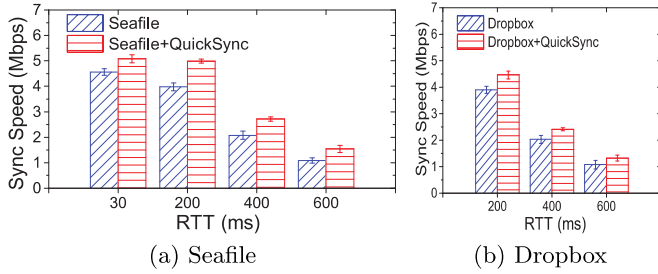 Sync Speed (Mbps)
7
6
5
4
3
2
1
0
Seafile
Seafile+QuickSync
30
200
400
600
RTT (ms)
(a) Seafile
Sync Speed (Mbps)
7
6
5
4
3
2
1
0
Dropbox
Dropbox+QuickSync
200
400
600
RTT (ms)
(b) Dropbox